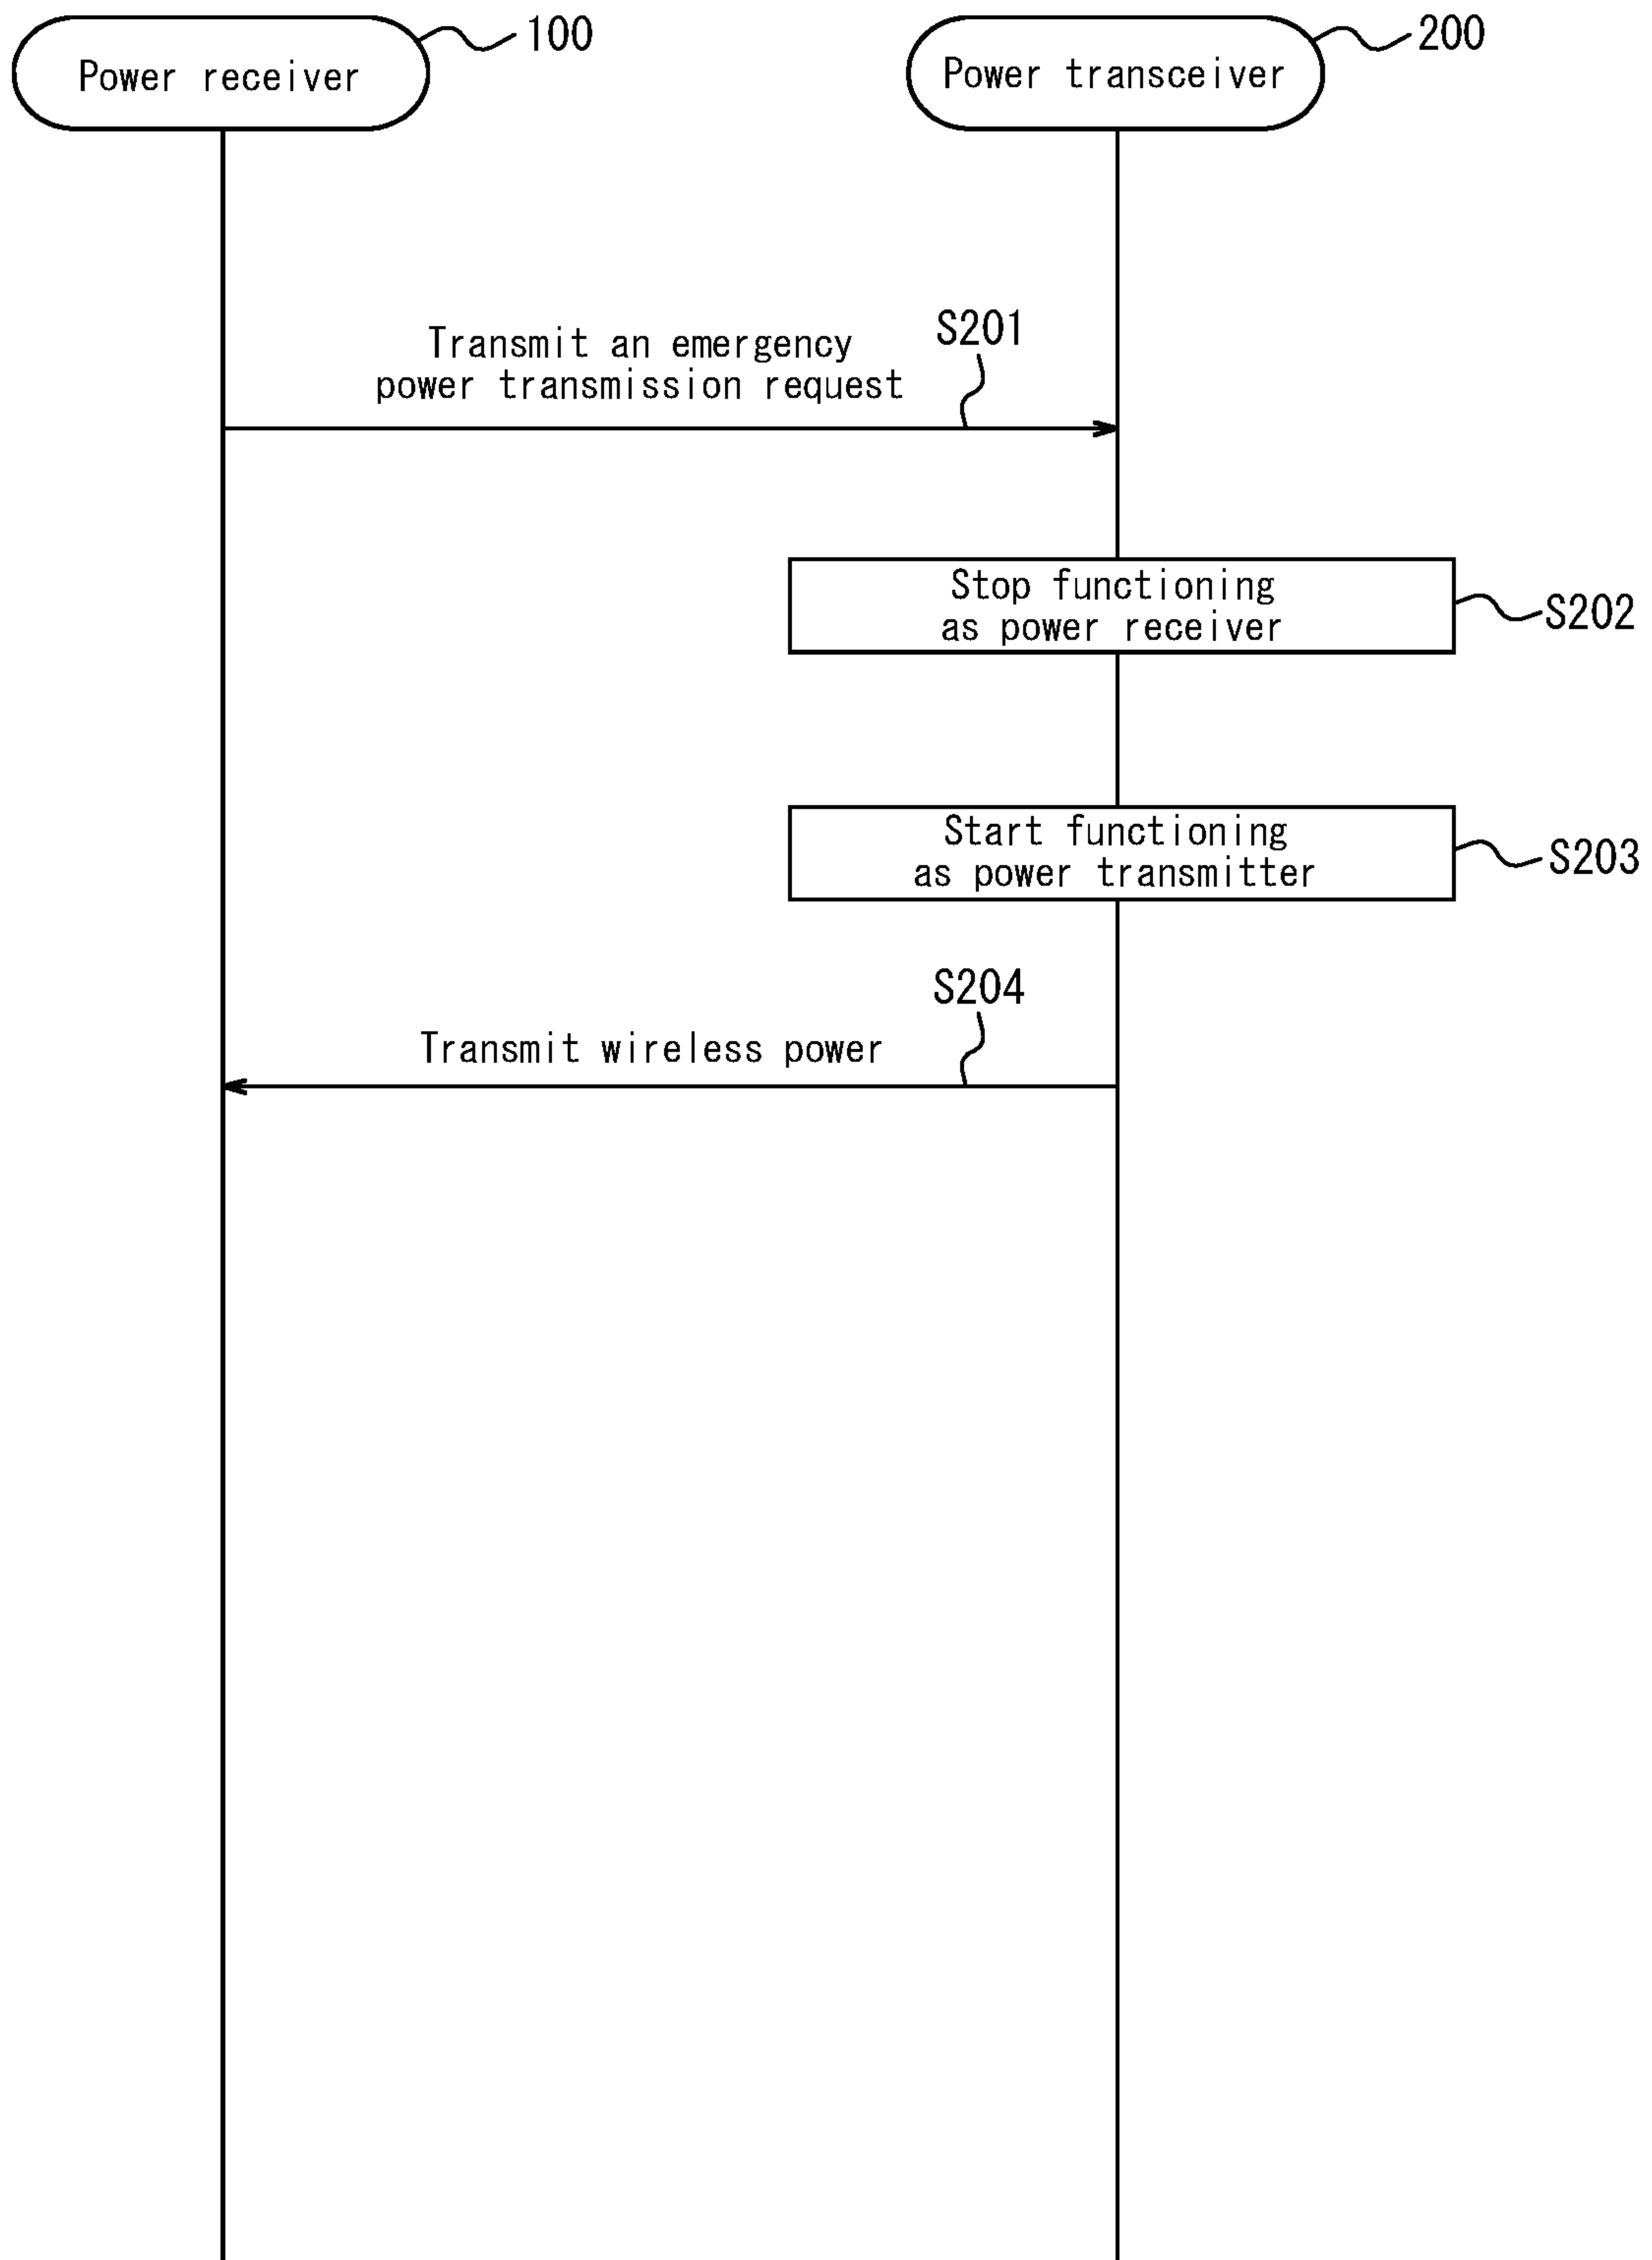 100
200
Power receiver
Power transceiver
S201
Transmit an emergency
power transmission request
Stop functioning
as power receiver
S202
Start functioning
as power transmitter
S203
S204
Transmit wireless power